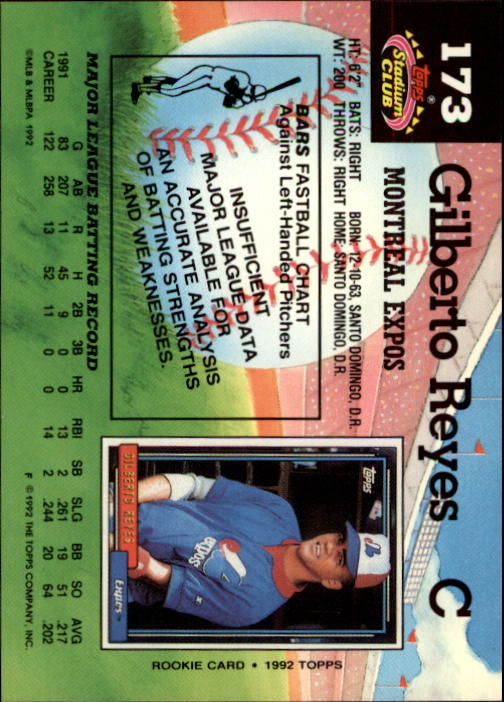 173
TOPPS®
Stadium
CLUB
Gilberto Reyes C
MONTREAL EXPOS
HT: 6'2" BATS: RIGHT BORN: 12-10-63, SANTO DOMINGO, D.R.
WT: 200 THROWS: RIGHT HOME: SANTO DOMINGO, D.R.
BARS FASTBALL CHART
Against Left-Handed Pitchers
INSUFFICIENT
MAJOR LEAGUE DATA
AVAILABLE FOR
AN ACCURATE ANALYSIS
OF BATTING STRENGTHS
AND WEAKNESSES.
TOPPS
Expos
GILBERTO REYES
Expos
ROOKIE CARD • 1992 TOPPS
MAJOR LEAGUE BATTING RECORD
G AB R H 2B 3B HR RBI SB SLG BB SO AVG
1991 83 207 11 45 9 0 0 13 2 .261 19 51 .217
CAREER 122 258 13 52 11 0 0 14 2 .244 20 64 .202
©MLB & MLBPA 1992
F © 1992 THE TOPPS COMPANY, INC.